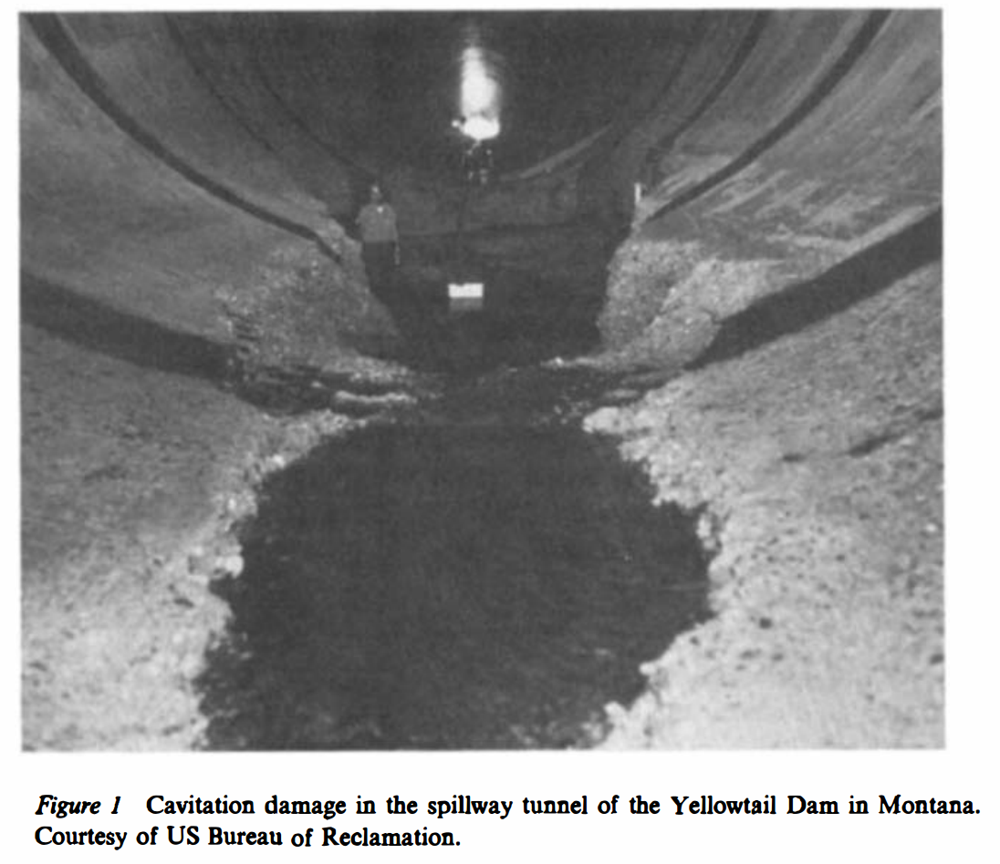 Figure 1 Cavitation damage in the spillway tunnel of the Yellowtail Dam in Montana.
Courtesy of US Bureau of Reclamation.